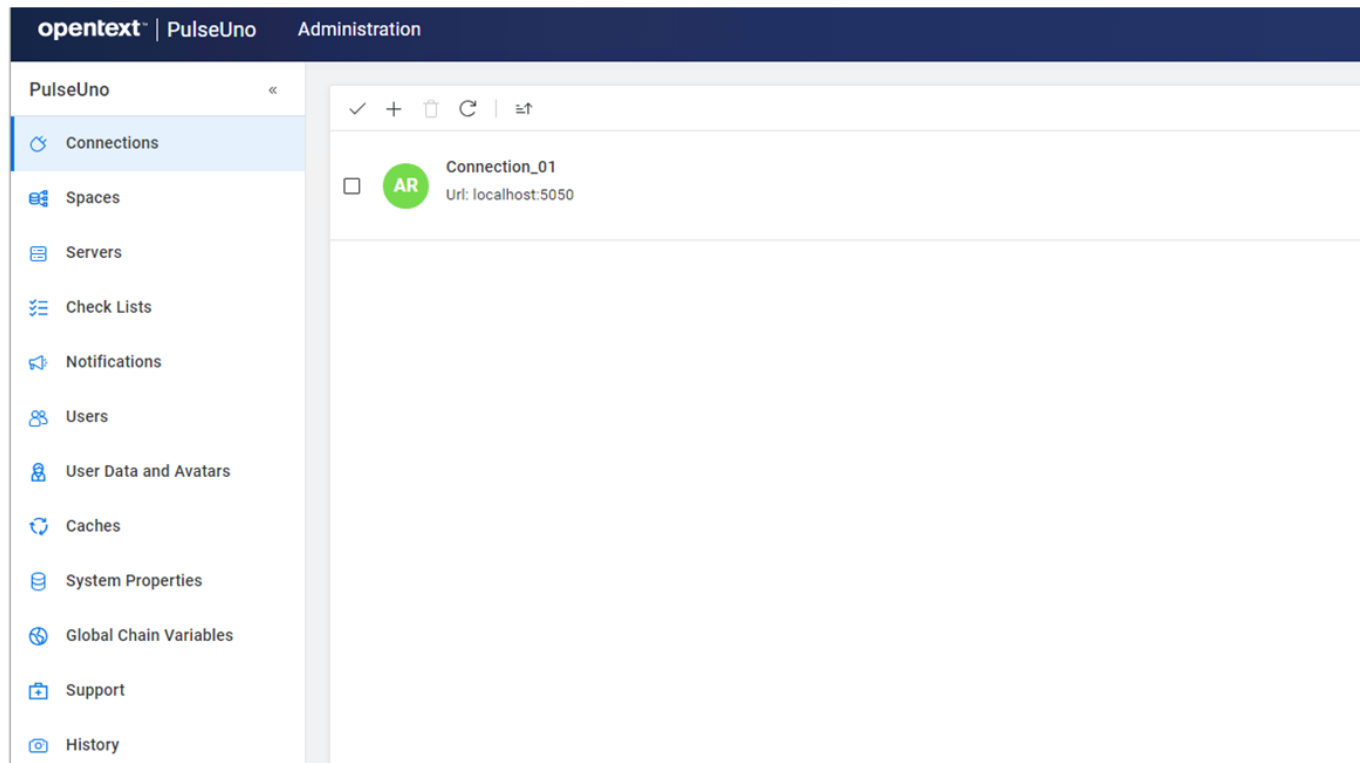 opentext™ | PulseUno Administration
PulseUno «
Connections
Spaces
Servers
Check Lists
Notifications
Users
User Data and Avatars
Caches
System Properties
Global Chain Variables
Support
History
AR
Connection_01
Url: localhost:5050